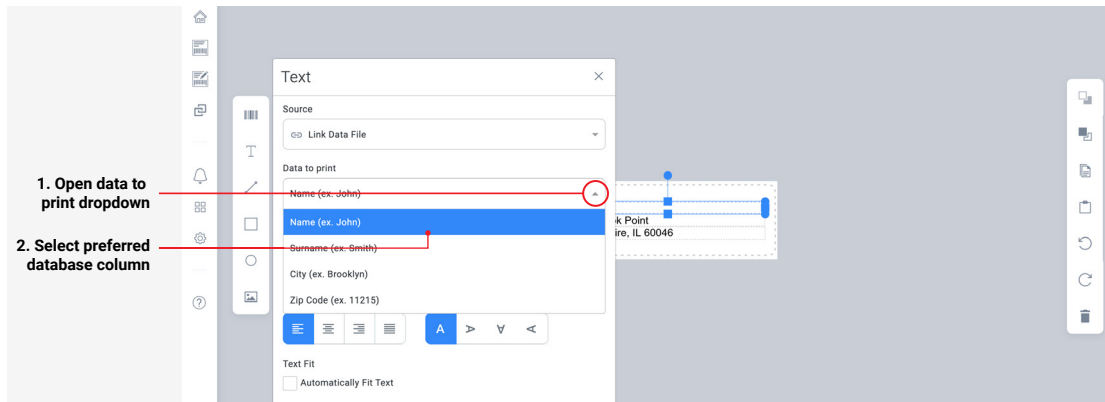 Text
Source
Link Data File
Data to print
Name (ex. John)
Name (ex. John)
Surname (ex. Smith)
City (ex. Brooklyn)
Zip Code (ex. 11215)
A A A A
Text Fit
Automatically Fit Text
1. Open data to
print dropdown
2. Select preferred
database column
T
Point
IL 60046